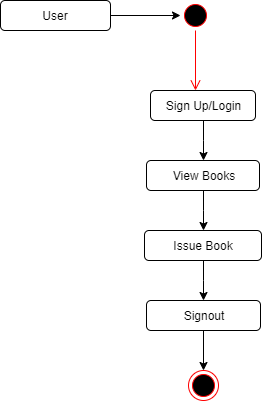 User
Sign Up/Login
View Books
Issue Book
Signout